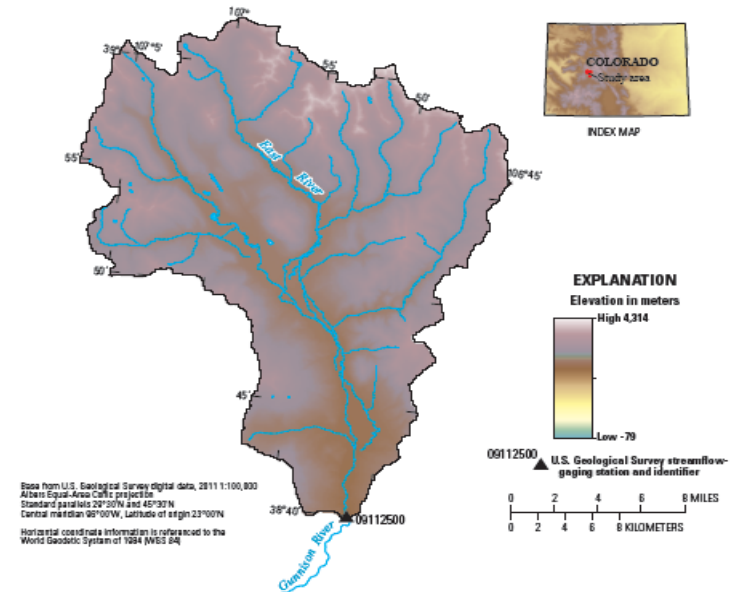 107°
39°
107°5'
55'
50'
106°45'
55'
50'
45'
38°40'
East
River
09112500
Gunnison River
COLORADO
Study area
INDEX MAP
EXPLANATION
Elevation in meters
High 4,314
Low -79
09112500
U.S. Geological Survey streamflow-
gaging station and identifier
0 2 4 6 8 MILES
0 2 4 6 8 KILOMETERS
Base from U.S. Geological Survey digital data, 2011 1:100,000
Albers Equal-Area Conic projection
Standard parallels 29°30'N and 45°30'N
Central meridian 96°00'W, Latitude of origin 23°00'N
Horizontal coordinate information is referenced to the
World Geodetic System of 1984 (WGS 84)